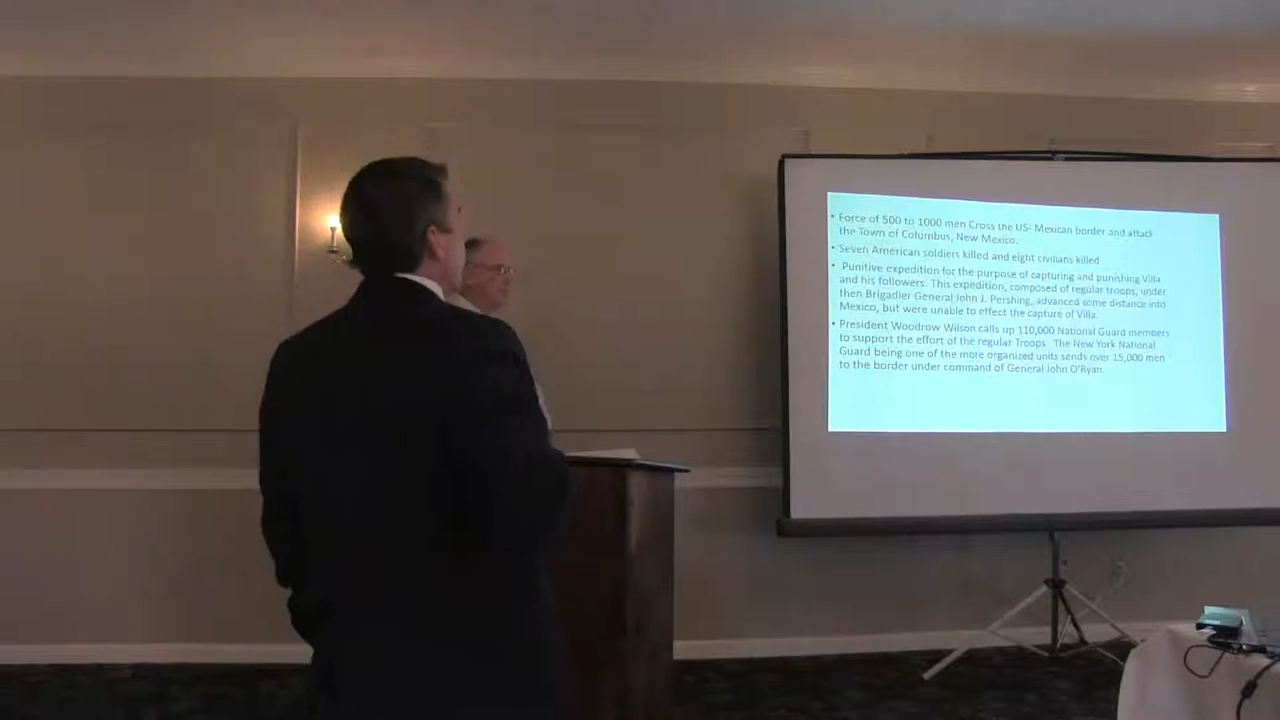 • Force of 500 to 1000 men Cross the US- Mexican border and attack
the Town of Columbus, New Mexico.
• Seven American soldiers killed and eight civilians killed
• Punitive expedition for the purpose of capturing and punishing Villa
and his followers. This expedition, composed of regular troops, under
then Brigadier General John J. Pershing, advanced some distance into
Mexico, but were unable to effect the capture of Villa.
• President Woodrow Wilson calls up 110,000 National Guard members
to support the effort of the regular Troops The New York National
Guard being one of the more organized units sends over 15,000 men
to the border under command of General John O'Ryan.